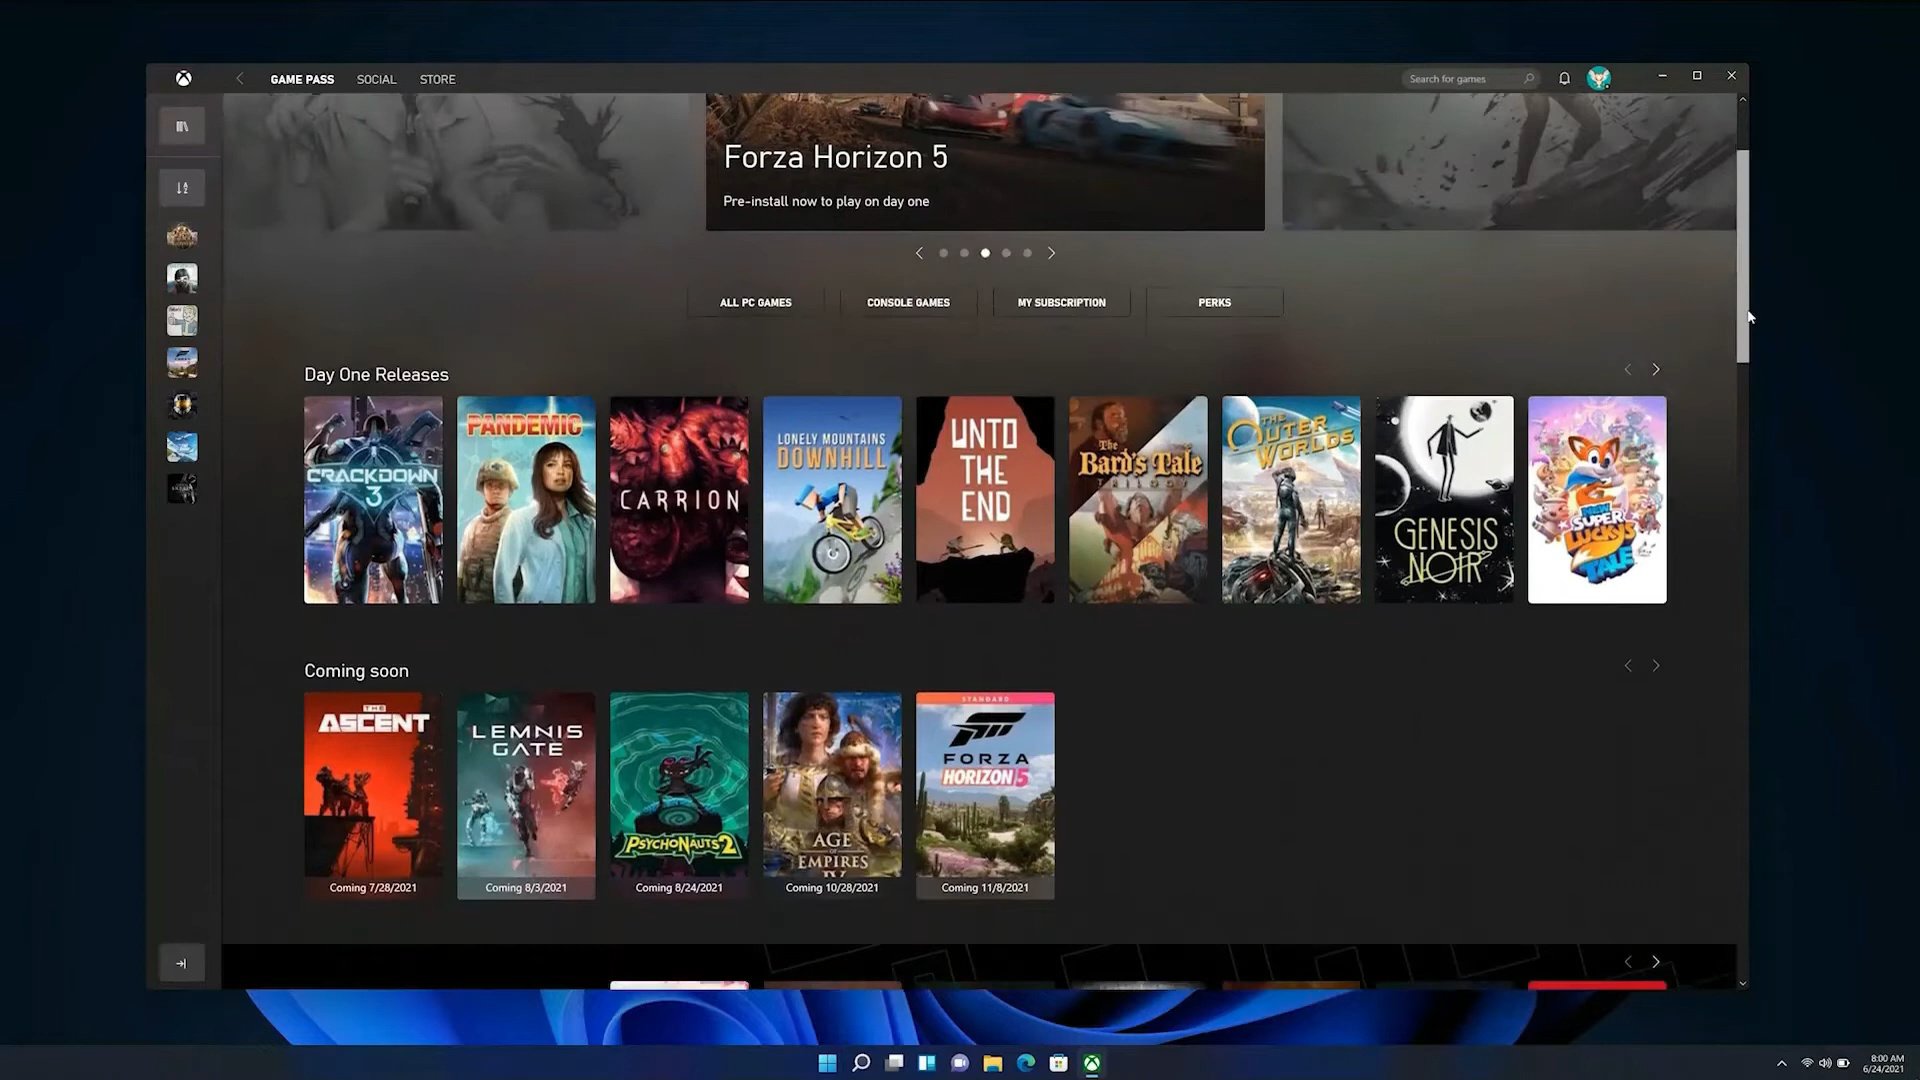 GAME PASS SOCIAL STORE Search for games
Forza Horizon 5
Pre-install now to play on day one
ALL PC GAMES CONSOLE GAMES MY SUBSCRIPTION PERKS
Day One Releases
CRACKDOWN
3
PANDEMIC
CARRION
LONELY MOUNTAINS
DOWNHILL
UNTO
THE
END
The
Bard's Tale
TRILOGY
THE
OUTER
WORLDS
GENESIS
NOIR
NEW
SUPER
LUCKY'S
TALE
Coming soon
THE
ASCENT
Coming 7/28/2021
LEMNIS
GATE
Coming 8/3/2021
PSYCHONAUTS 2
Coming 8/24/2021
AGE
OF
EMPIRES
IV
Coming 10/28/2021
STANDARD
FORZA
HORIZON 5
Coming 11/8/2021
8:00 AM
6/24/2021